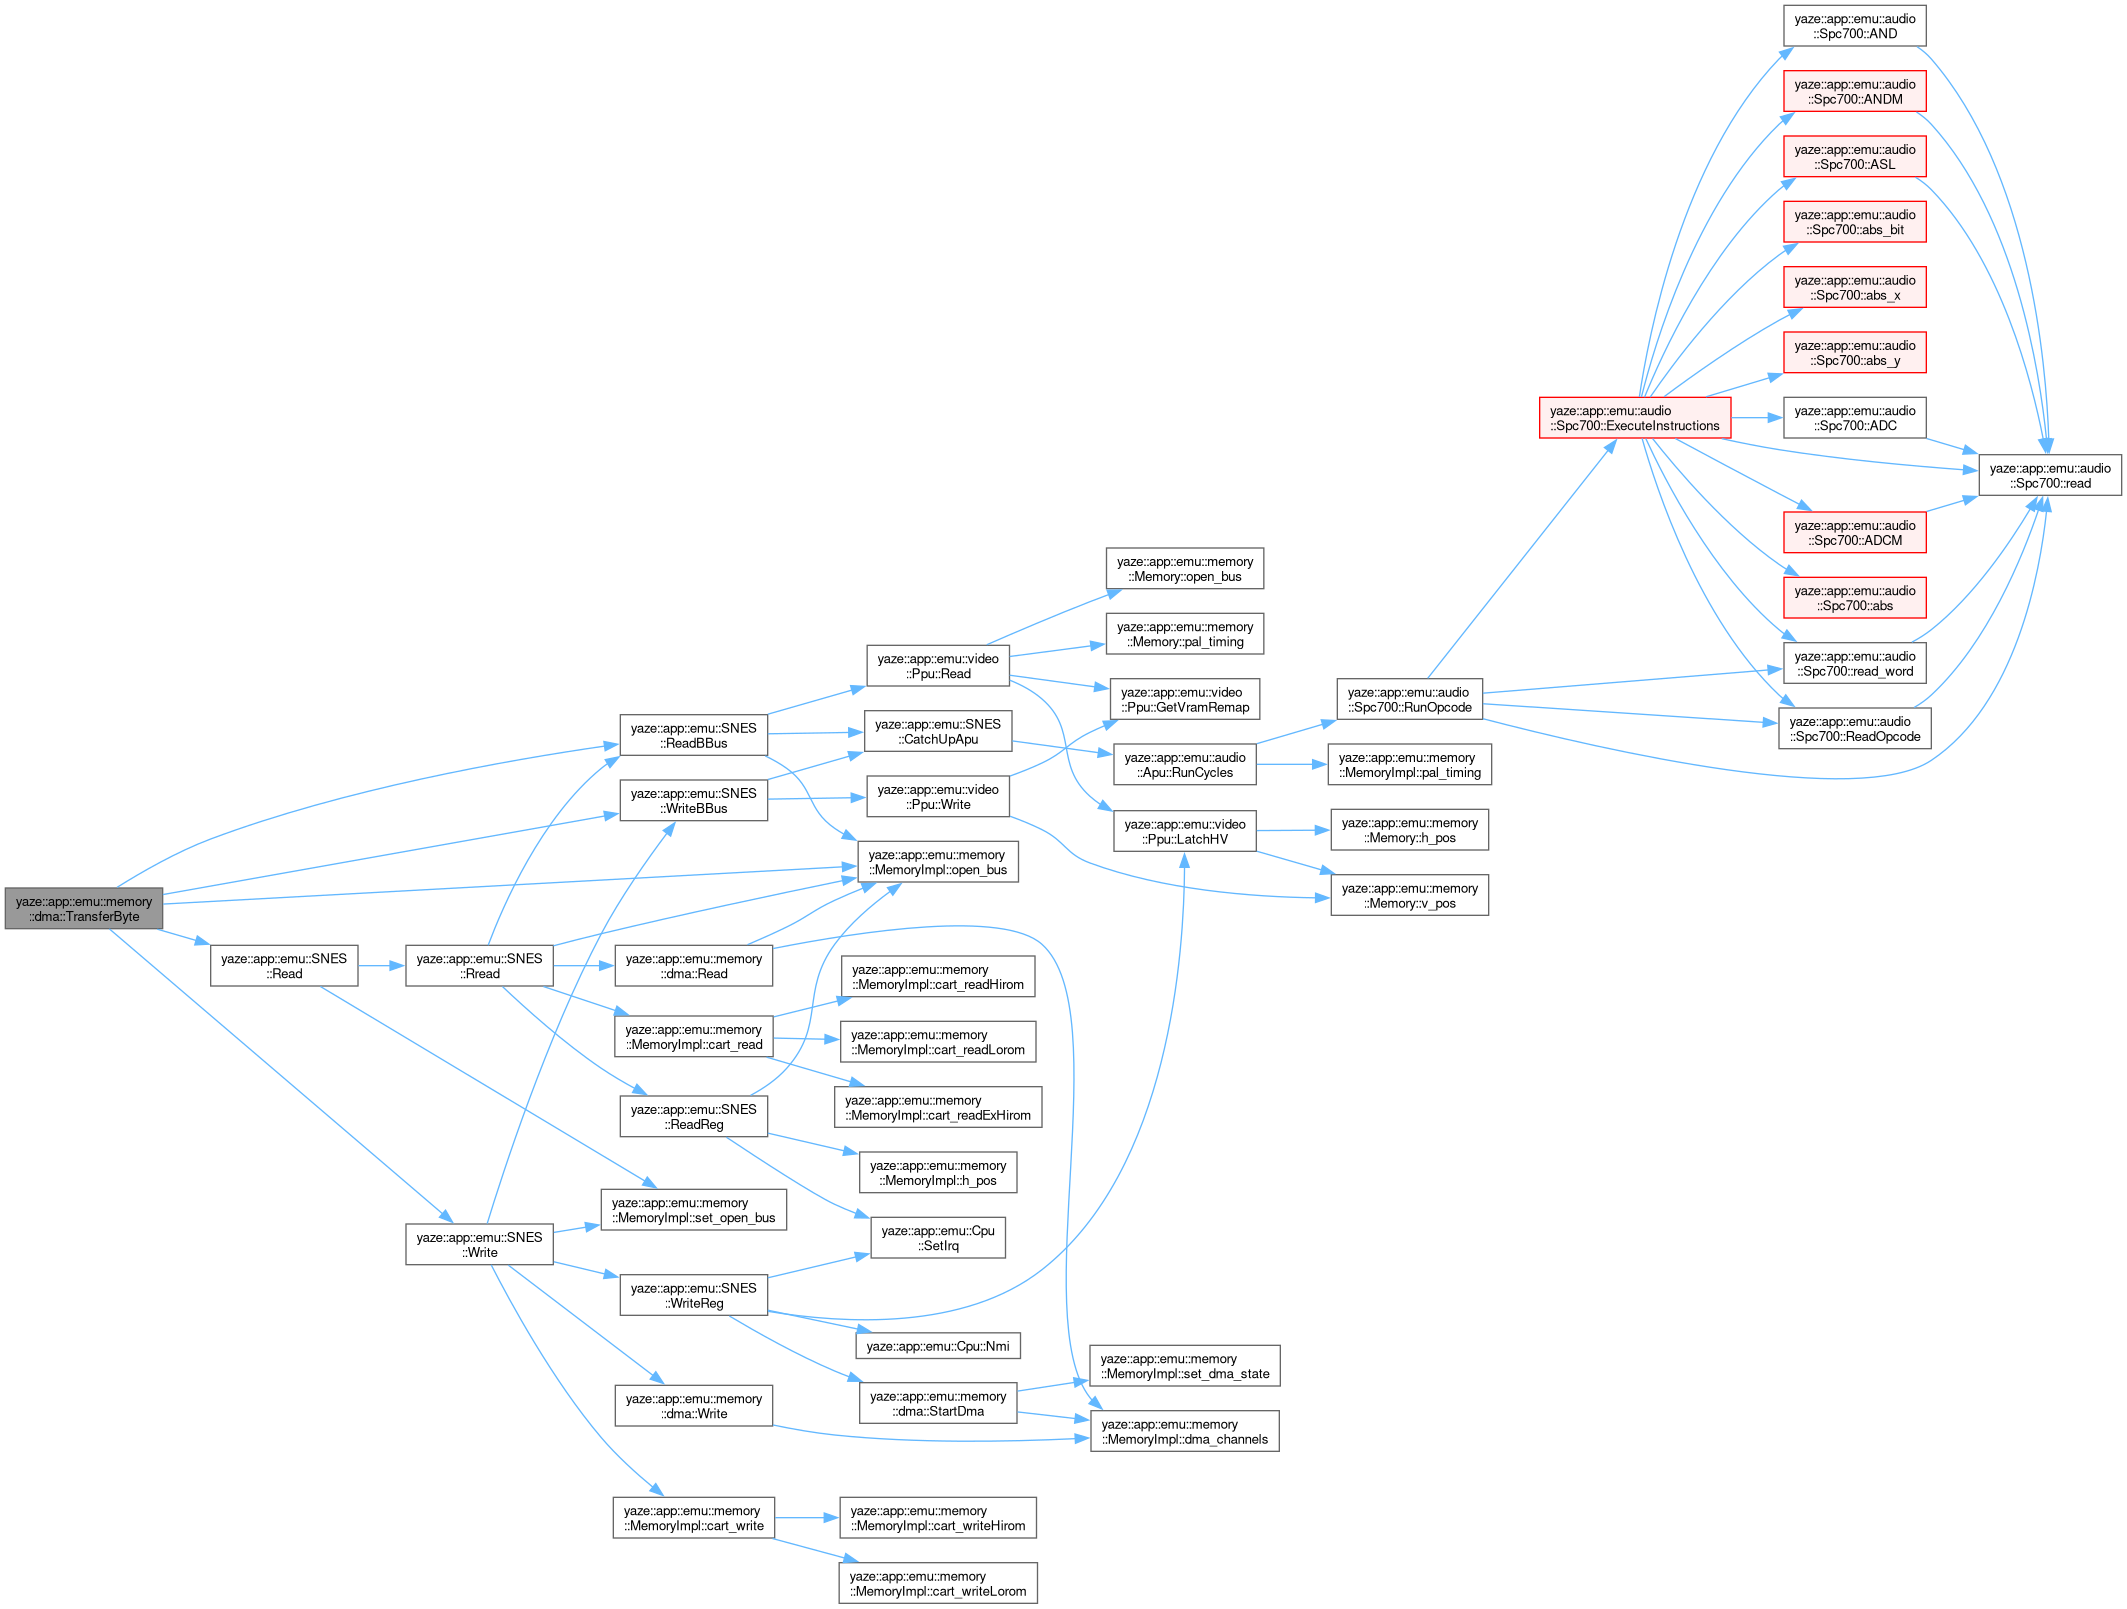 yaze::app::emu::memory
::dma::TransferByte
yaze::app::emu::SNES
::Read
yaze::app::emu::SNES
::Rread
yaze::app::emu::SNES
::Write
yaze::app::emu::SNES
::ReadBBus
yaze::app::emu::SNES
::WriteBBus
yaze::app::emu::memory
::dma::Read
yaze::app::emu::memory
::MemoryImpl::cart_read
yaze::app::emu::SNES
::ReadReg
yaze::app::emu::memory
::MemoryImpl::set_open_bus
yaze::app::emu::SNES
::WriteReg
yaze::app::emu::memory
::dma::Write
yaze::app::emu::memory
::MemoryImpl::cart_write
yaze::app::emu::video
::Ppu::Read
yaze::app::emu::SNES
::CatchUpApu
yaze::app::emu::video
::Ppu::Write
yaze::app::emu::memory
::MemoryImpl::open_bus
yaze::app::emu::memory
::MemoryImpl::cart_readHirom
yaze::app::emu::memory
::MemoryImpl::cart_readLorom
yaze::app::emu::memory
::MemoryImpl::cart_readExHirom
yaze::app::emu::memory
::MemoryImpl::h_pos
yaze::app::emu::Cpu
::SetIrq
yaze::app::emu::Cpu::Nmi
yaze::app::emu::memory
::dma::StartDma
yaze::app::emu::memory
::MemoryImpl::cart_writeHirom
yaze::app::emu::memory
::MemoryImpl::cart_writeLorom
yaze::app::emu::memory
::Memory::open_bus
yaze::app::emu::memory
::Memory::pal_timing
yaze::app::emu::video
::Ppu::GetVramRemap
yaze::app::emu::audio
::Apu::RunCycles
yaze::app::emu::video
::Ppu::LatchHV
yaze::app::emu::memory
::MemoryImpl::set_dma_state
yaze::app::emu::memory
::MemoryImpl::dma_channels
yaze::app::emu::audio
::Spc700::RunOpcode
yaze::app::emu::memory
::MemoryImpl::pal_timing
yaze::app::emu::memory
::Memory::h_pos
yaze::app::emu::memory
::Memory::v_pos
yaze::app::emu::audio
::Spc700::ExecuteInstructions
yaze::app::emu::audio
::Spc700::AND
yaze::app::emu::audio
::Spc700::ANDM
yaze::app::emu::audio
::Spc700::ASL
yaze::app::emu::audio
::Spc700::abs_bit
yaze::app::emu::audio
::Spc700::abs_x
yaze::app::emu::audio
::Spc700::abs_y
yaze::app::emu::audio
::Spc700::ADC
yaze::app::emu::audio
::Spc700::ADCM
yaze::app::emu::audio
::Spc700::abs
yaze::app::emu::audio
::Spc700::read_word
yaze::app::emu::audio
::Spc700::ReadOpcode
yaze::app::emu::audio
::Spc700::read